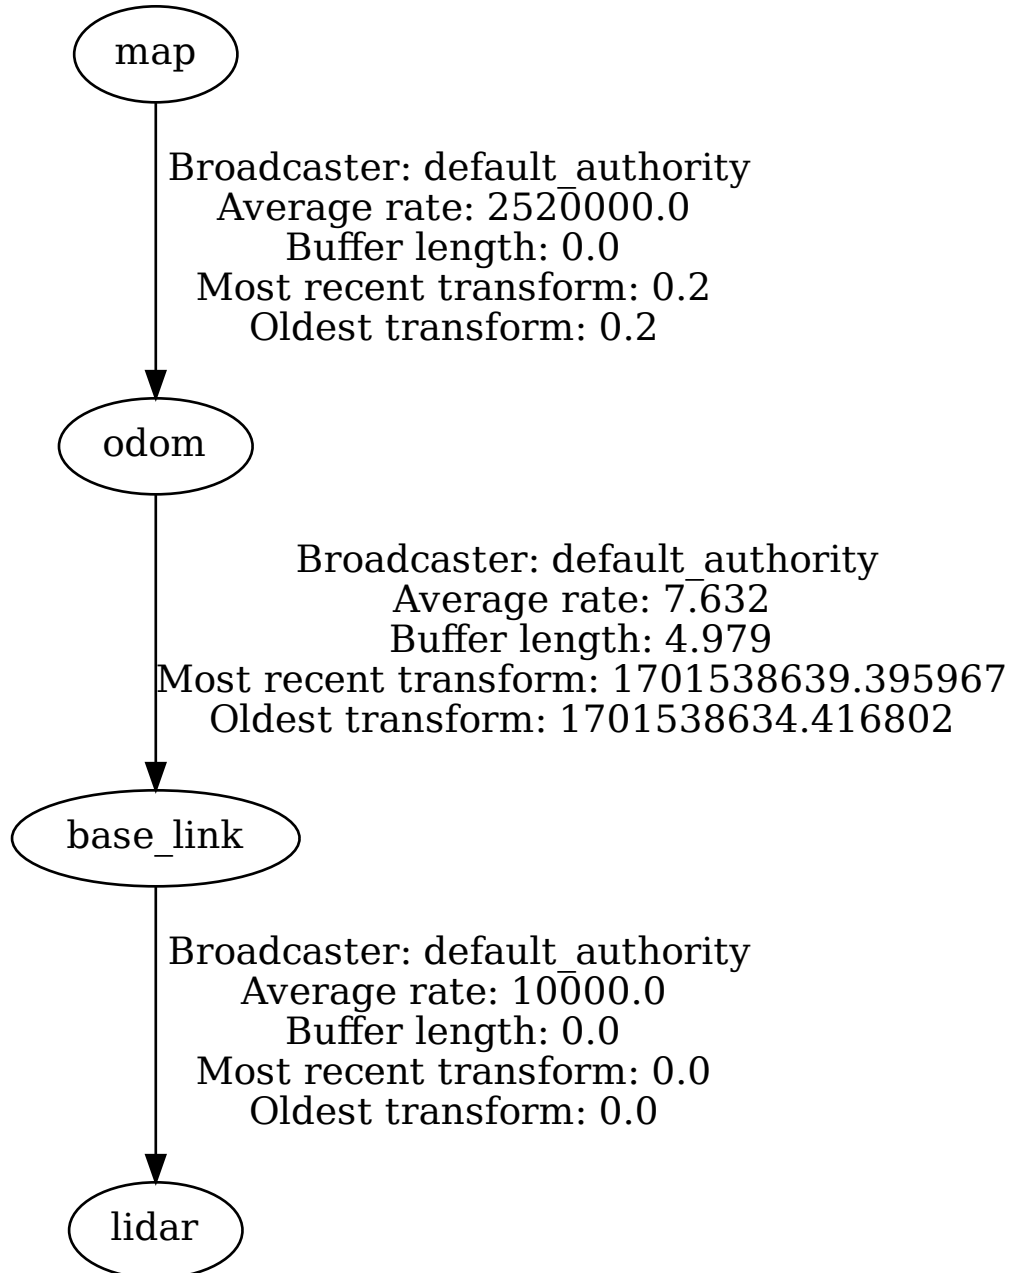 map
Broadcaster: default_authority
Average rate: 2520000.0
Buffer length: 0.0
Most recent transform: 0.2
Oldest transform: 0.2
odom
Broadcaster: default_authority
Average rate: 7.632
Buffer length: 4.979
Most recent transform: 1701538639.395967
Oldest transform: 1701538634.416802
base_link
Broadcaster: default_authority
Average rate: 10000.0
Buffer length: 0.0
Most recent transform: 0.0
Oldest transform: 0.0
lidar